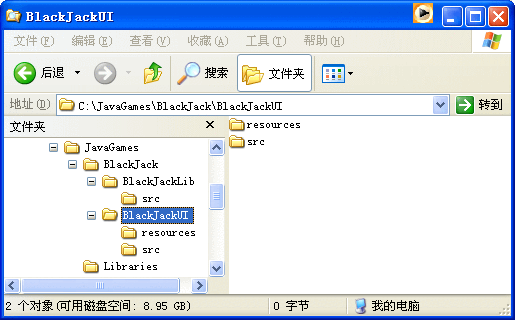 BlackJackUI
文件(F) 编辑(E) 查看(V) 收藏(A) 工具(T) 帮助(H)
后退 搜索 文件夹
地址(D) C:\JavaGames\BlackJack\BlackJackUI 转到
文件夹
JavaGames
BlackJack
BlackJackLib
src
BlackJackUI
resources
src
Libraries
resources
src
2 个对象(可用磁盘空间: 8.95 GB) 0 字节 我的电脑